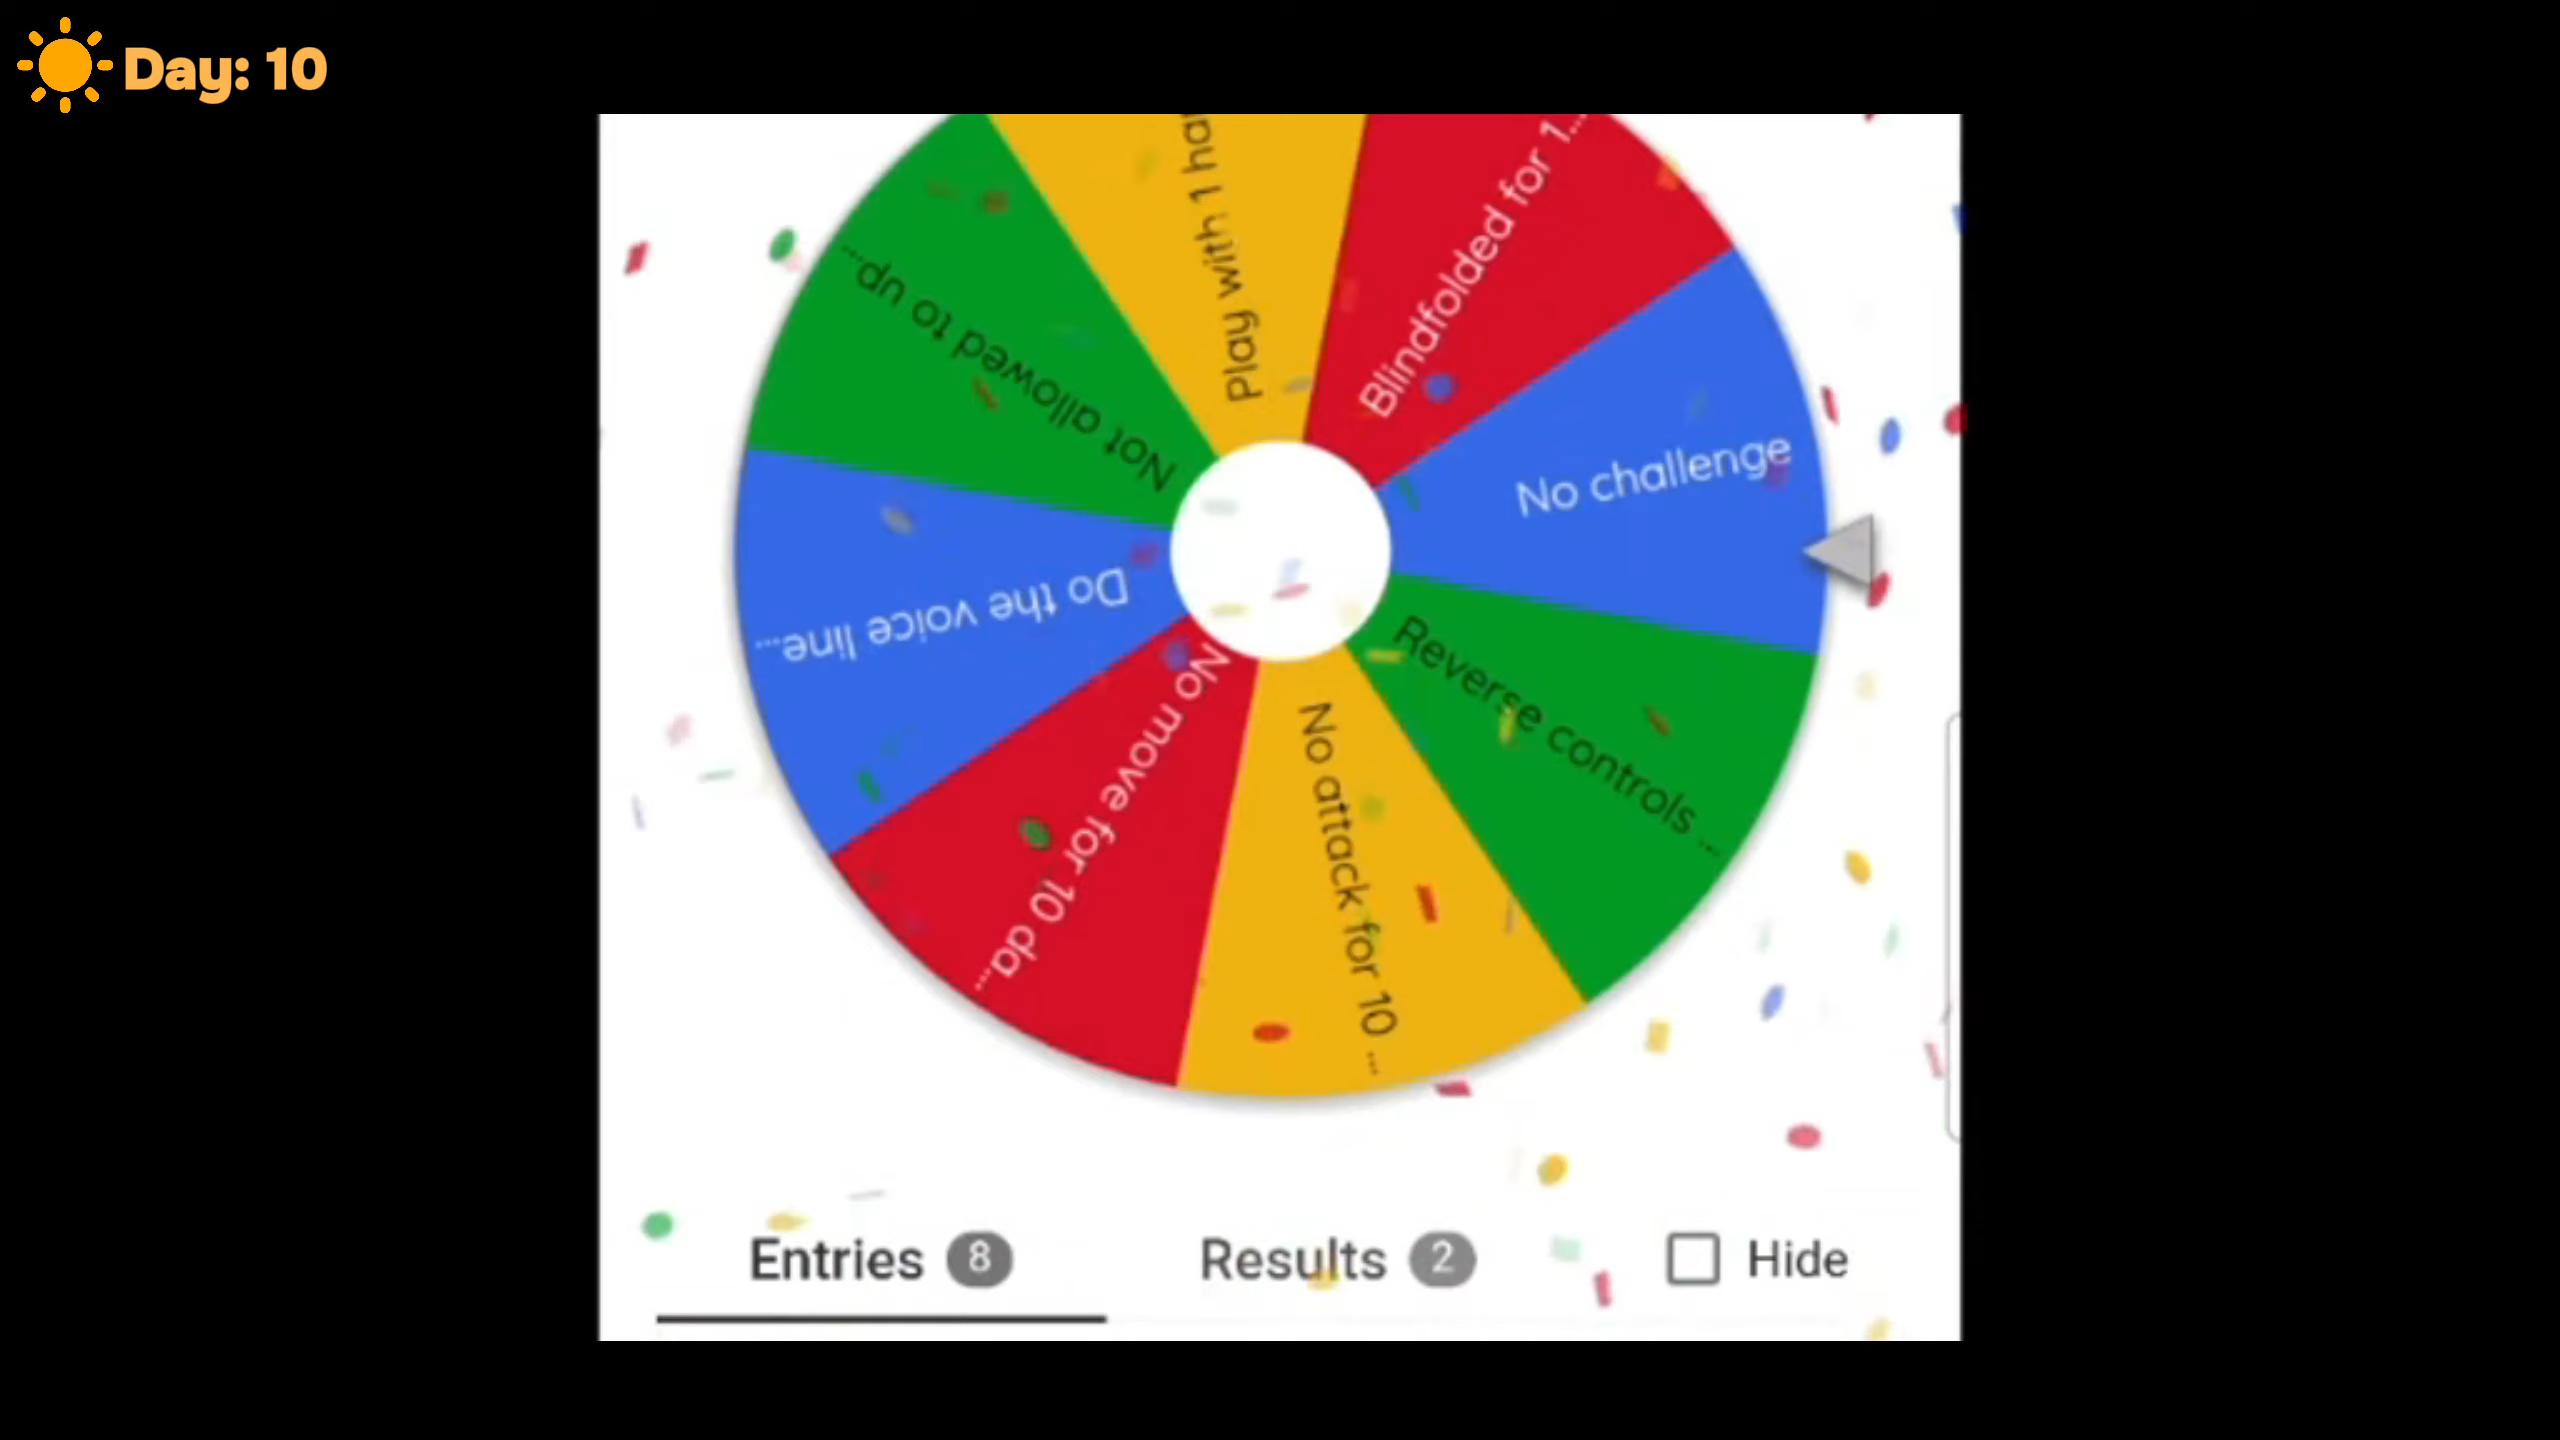 Day: 10
Play with 1 ha
Blindfolded for 1...
No challenge
Reverse controls ...
No attack for 10 ...
No move for 10 da...
Do the voice line...
Not allowed to up...
Entries 8
Results 2
Hide